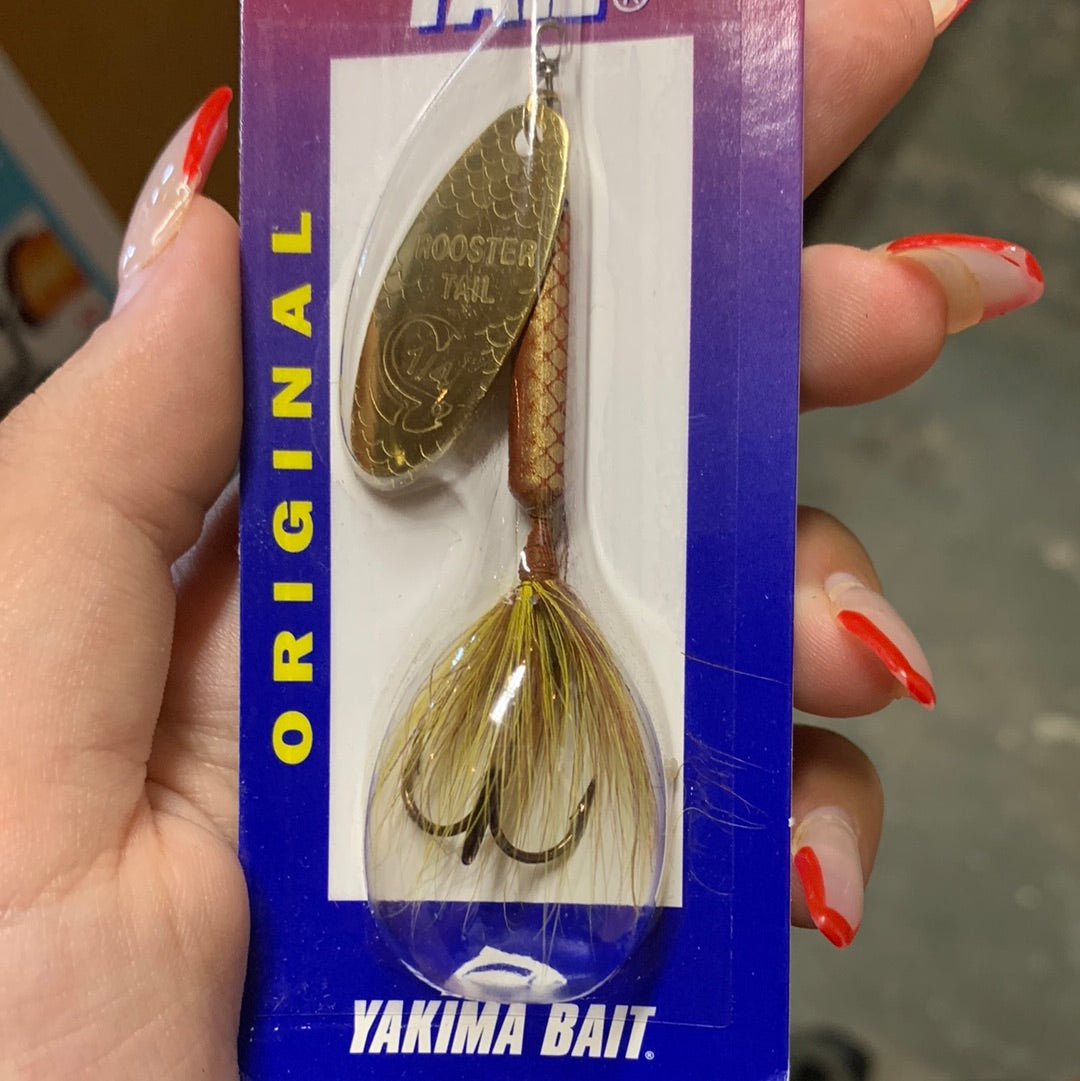 TAIL®
ROOSTER
TAIL
1/4
ORIGINAL
YAKIMA BAIT®